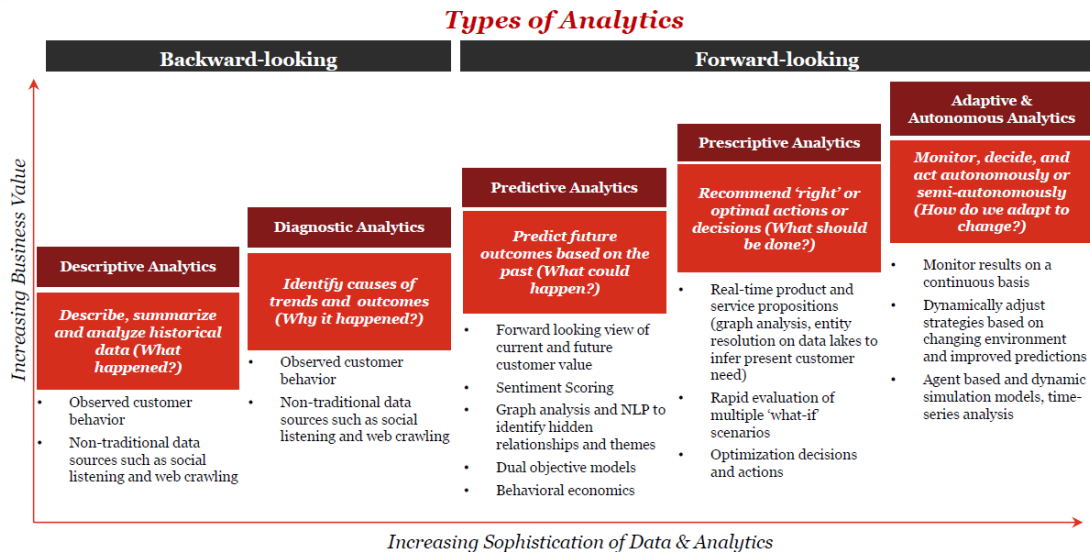 Types of Analytics
Backward-looking
Forward-looking
Increasing Business Value
Descriptive Analytics
Describe, summarize
and analyze historical
data (What
happened?)
• Observed customer
behavior
• Non-traditional data
sources such as social
listening and web crawling
Diagnostic Analytics
Identify causes of
trends and outcomes
(Why it happened?)
• Observed customer
behavior
• Non-traditional data
sources such as social
listening and web crawling
Predictive Analytics
Predict future
outcomes based on the
past (What could
happen?)
• Forward looking view of
current and future
customer value
• Sentiment Scoring
• Graph analysis and NLP to
identify hidden
relationships and themes
• Dual objective models
• Behavioral economics
Prescriptive Analytics
Recommend ‘right’ or
optimal actions or
decisions (What should
be done?)
• Real-time product and
service propositions
(graph analysis, entity
resolution on data lakes to
infer present customer
need)
• Rapid evaluation of
multiple ‘what-if’
scenarios
• Optimization decisions
and actions
Adaptive &
Autonomous Analytics
Monitor, decide, and
act autonomously or
semi-autonomously
(How do we adapt to
change?)
• Monitor results on a
continuous basis
• Dynamically adjust
strategies based on
changing environment
and improved predictions
• Agent based and dynamic
simulation models, time-
series analysis
Increasing Sophistication of Data & Analytics